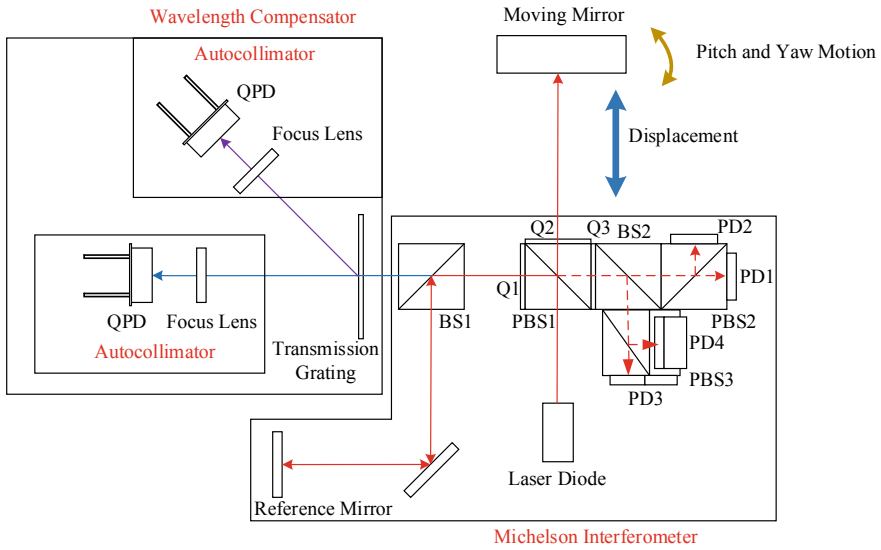 Wavelength Compensator
Moving Mirror
Autocollimator
Pitch and Yaw Motion
QPD
Focus Lens
Displacement
Q2
Q3
BS2
PD2
Q1
PD1
BS1
PBS1
PBS2
QPD
Focus Lens
Transmission
Grating
Autocollimator
PD4
PBS3
PD3
Laser Diode
Reference Mirror
Michelson Interferometer